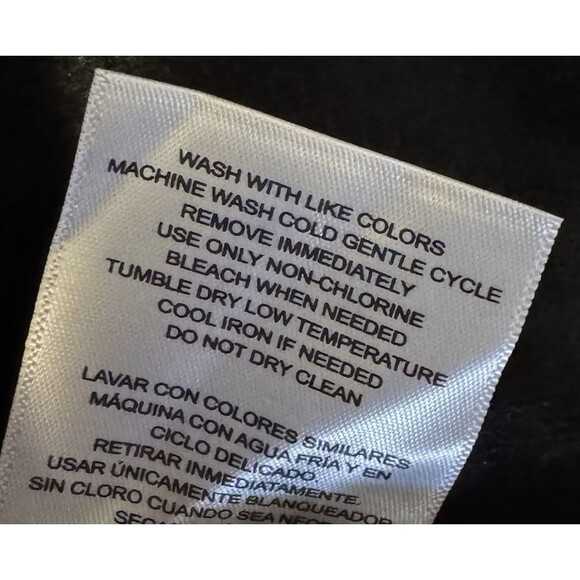 WASH WITH LIKE COLORS
MACHINE WASH COLD GENTLE CYCLE
REMOVE IMMEDIATELY
USE ONLY NON-CHLORINE
BLEACH WHEN NEEDED
TUMBLE DRY LOW TEMPERATURE
COOL IRON IF NEEDED
DO NOT DRY CLEAN
LAVAR CON COLORES SIMILARES
MÁQUINA CON AGUA FRÍA Y EN
CICLO DELICADO.
RETIRAR INMEDIATAMENTE.
USAR ÚNICAMENTE BLANQUEADOR
SIN CLORO CUANDO SEA